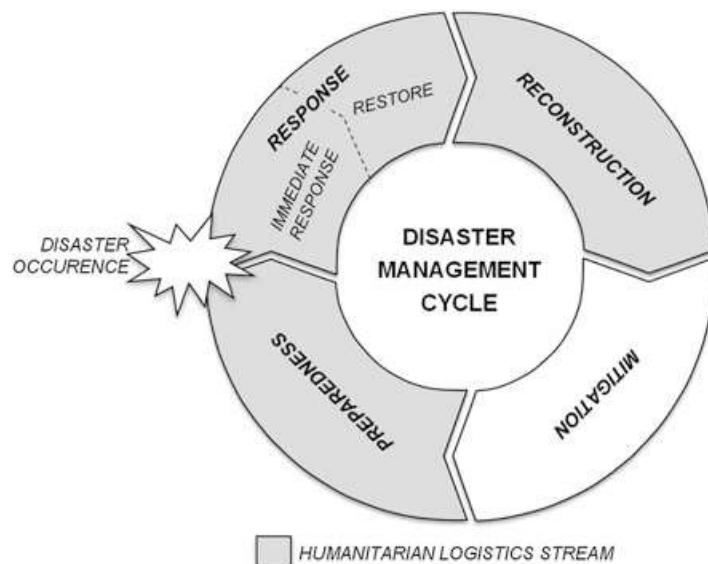 RESPONSE
RESTORE
IMMEDIATE
RESPONSE
RECONSTRUCTION
DISASTER
OCCURENCE
DISASTER
MANAGEMENT
CYCLE
PREPAREDNESS
MITIGATION
HUMANITARIAN LOGISTICS STREAM